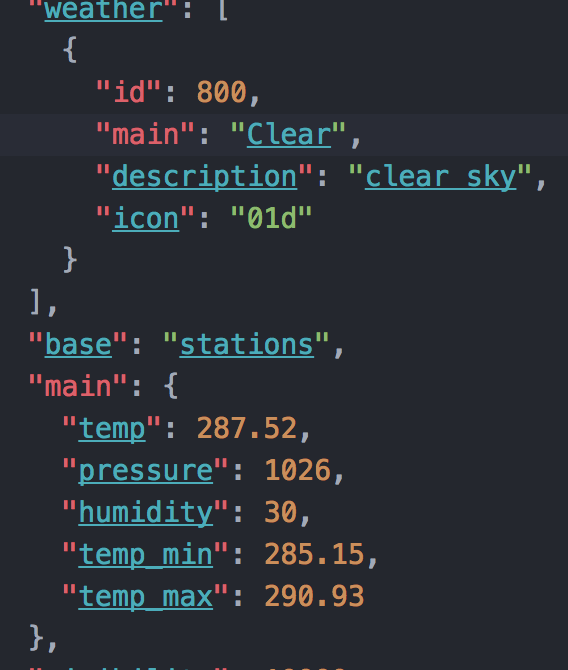 "weather": [
{
"id": 800,
"main": "Clear",
"description": "clear sky",
"icon": "01d"
}
],
"base": "stations",
"main": {
"temp": 287.52,
"pressure": 1026,
"humidity": 30,
"temp_min": 285.15,
"temp_max": 290.93
},